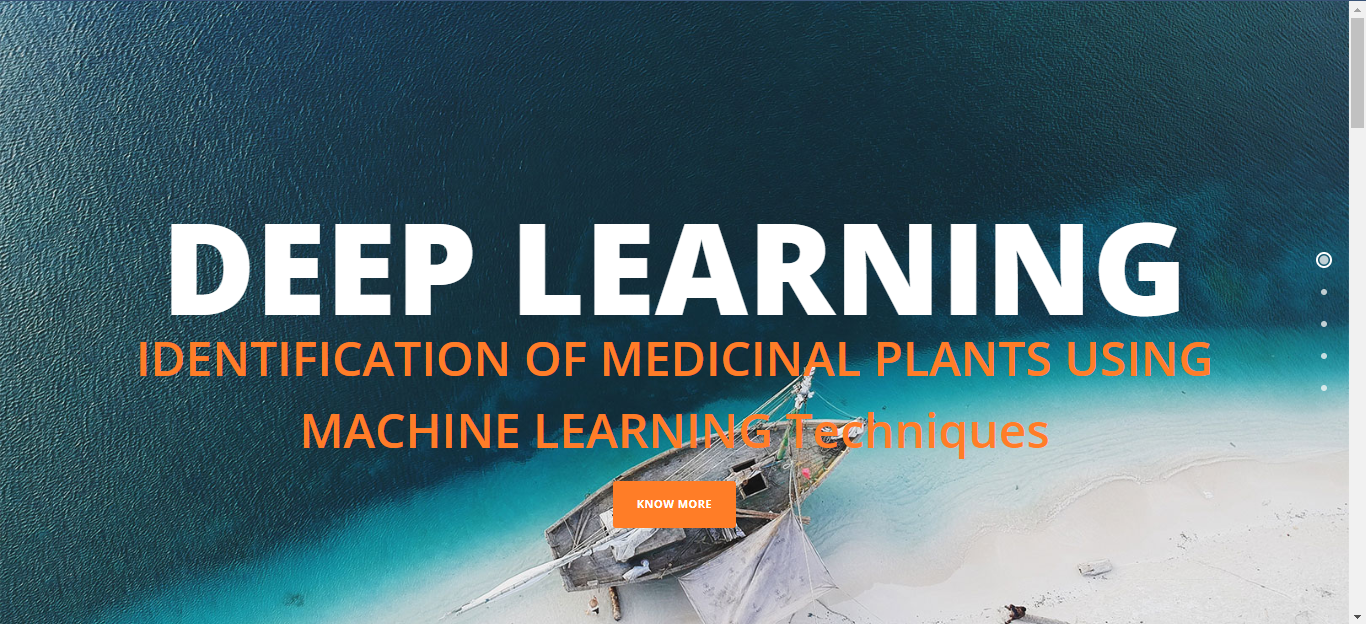 DEEP LEARNING
IDENTIFICATION OF MEDICINAL PLANTS USING
MACHINE LEARNING Techniques
KNOW MORE